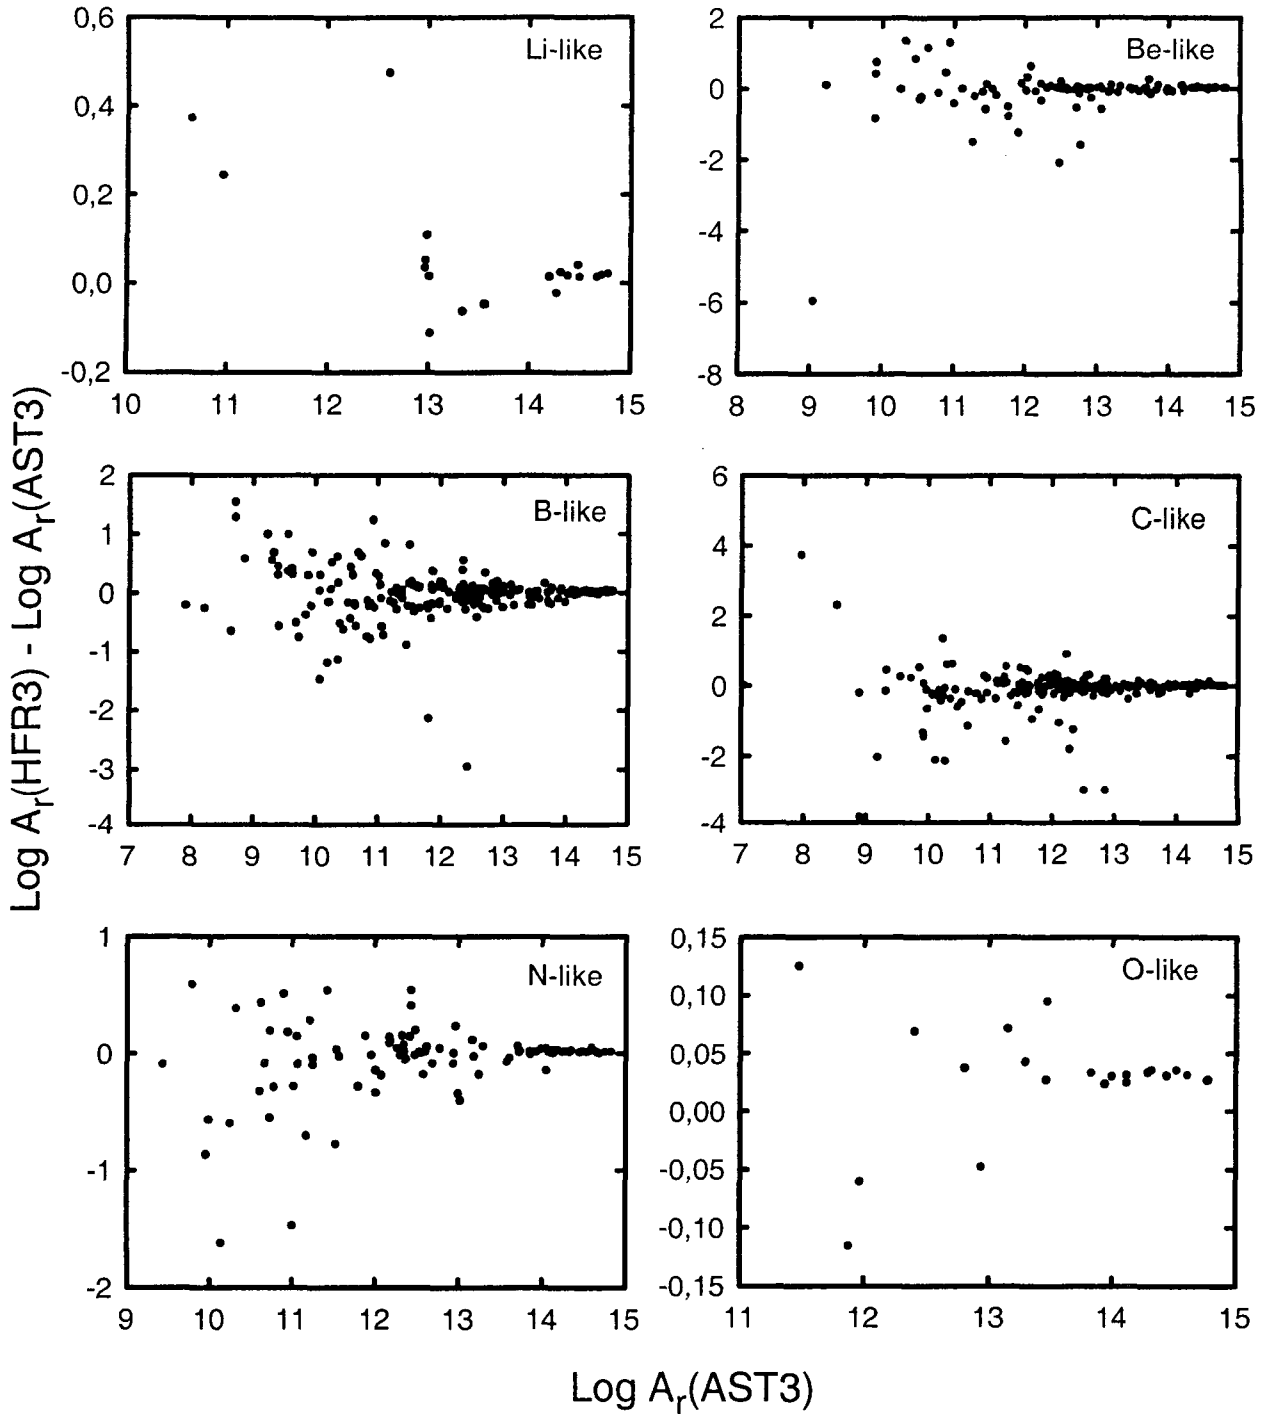 Log Ar(HFR3) - Log Ar(AST3)
0,6
0,4
0,2
0,0
-0,2
Li-like
10 11 12 13 14 15
2
0
-2
-4
-6
-8
Be-like
8 9 10 11 12 13 14 15
2
1
0
-1
-2
-3
-4
B-like
7 8 9 10 11 12 13 14 15
6
4
2
0
-2
-4
C-like
7 8 9 10 11 12 13 14 15
1
0
-1
-2
N-like
9 10 11 12 13 14 15
0,15
0,10
0,05
0,00
-0,05
-0,10
-0,15
O-like
11 12 13 14 15
Log Ar(AST3)